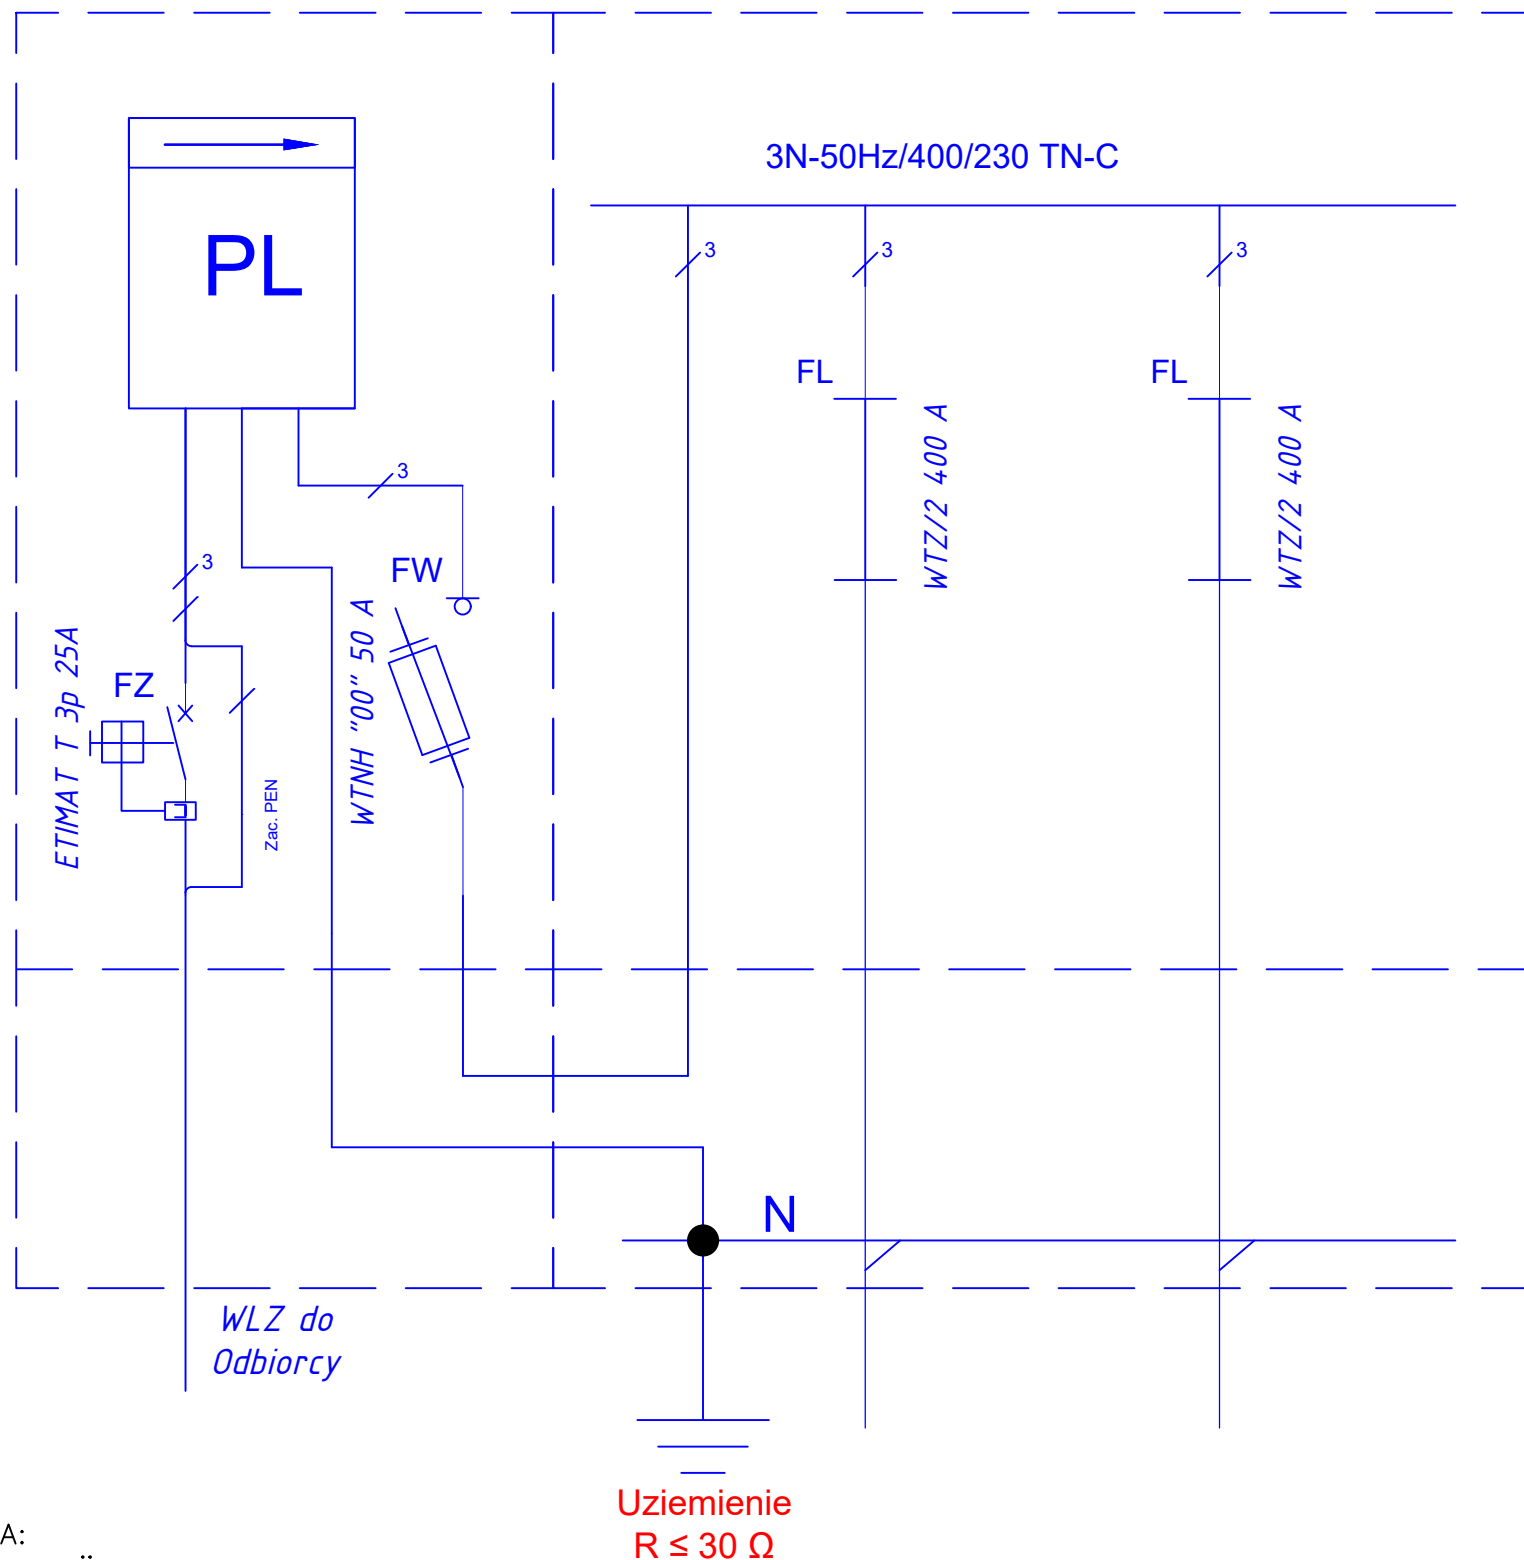 3N-50Hz/400/230 TN-C
PL
3
3
3
FL
FL
WTZ/2 400 A
WTZ/2 400 A
3
3
FW
WTNH "00" 50 A
ETIMAT T 3p 25A
FZ
Zac. PEN
N
WLZ do
Odbiorcy
Uziemienie
R ≤ 30 Ω
A: